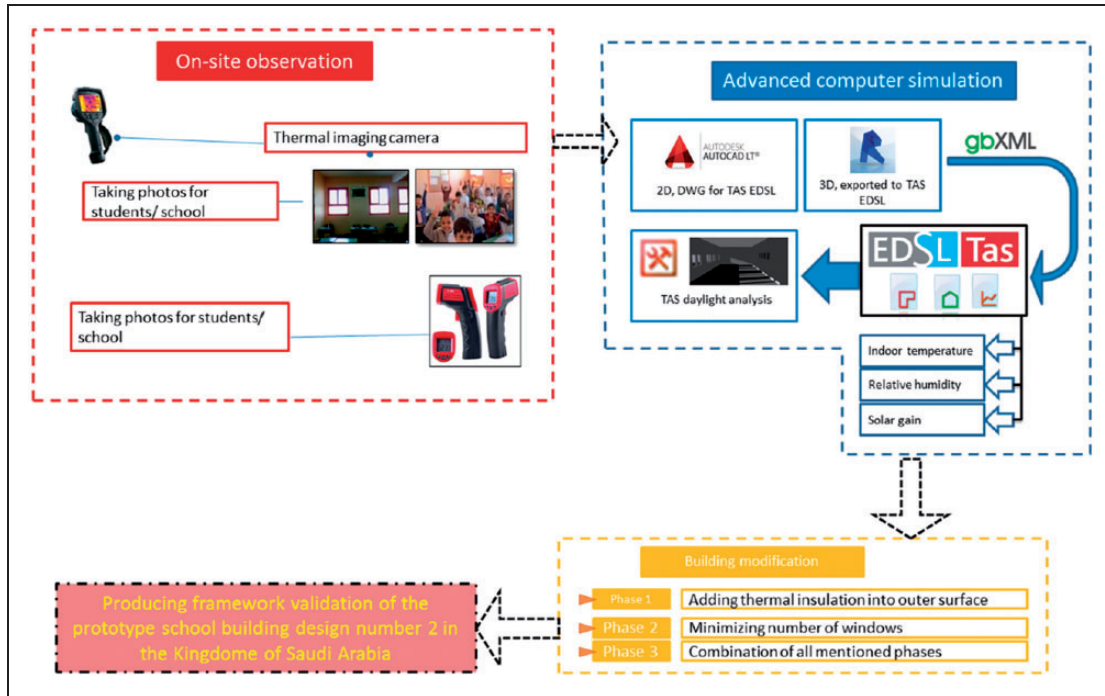 On-site observation
Thermal imaging camera
Taking photos for
students/ school
Taking photos for students/
school
Advanced computer simulation
AUTODESK
AUTOCAD LT®
2D, DWG for TAS EDSL
3D, exported to TAS
EDSL
gbXML
EDSL Tas
TAS daylight analysis
Indoor temperature
Relative humidity
Solar gain
Building modification
Phase 1
Adding thermal insulation into outer surface
Phase 2
Minimizing number of windows
Phase 3
Combination of all mentioned phases
Producing framework validation of the
prototype school building design number 2 in
the Kingdome of Saudi Arabia